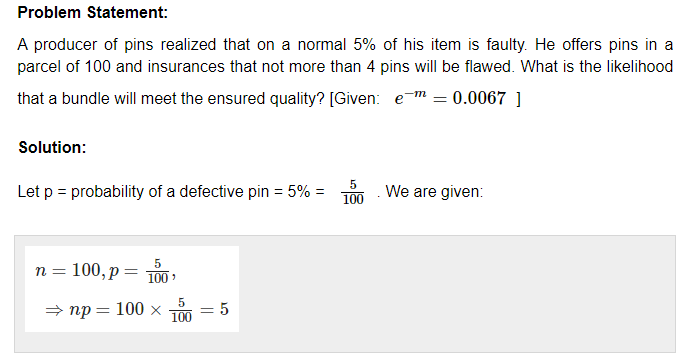 Problem Statement:
A producer of pins realized that on a normal 5% of his item is faulty. He offers pins in a
parcel of 100 and insurances that not more than 4 pins will be flawed. What is the likelihood
that a bundle will meet the ensured quality? [Given: e^{-m} = 0.0067 ]
Solution:
Let p = probability of a defective pin = 5% = \frac{5}{100} . We are given:
n = 100, p = \frac{5}{100},
⇒ np = 100 × \frac{5}{100} = 5